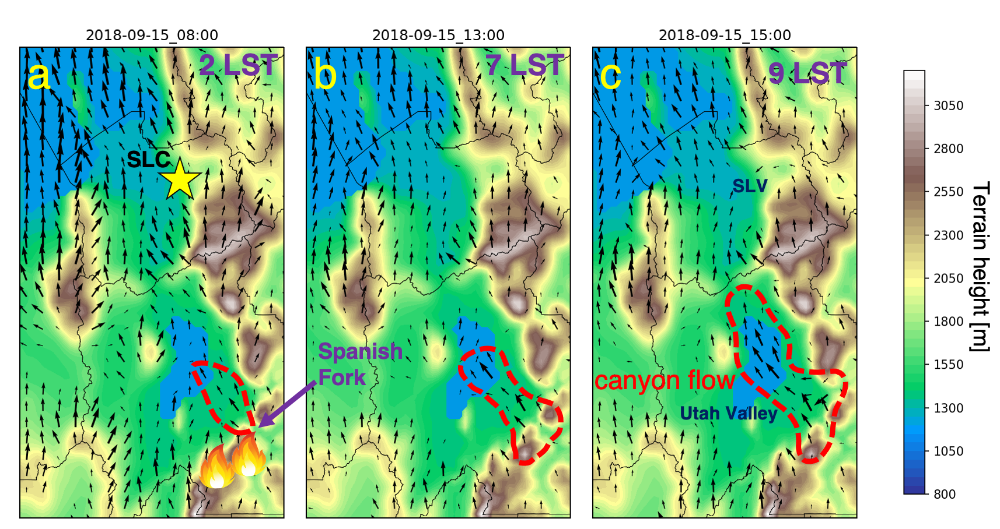 2018-09-15_08:00
2018-09-15_13:00
2018-09-15_15:00
a
2 LST
b
7 LST
c
9 LST
SLC
SLV
Spanish
Fork
canyon flow
Utah Valley
3050
2800
2550
2300
2050
1800
1550
1300
1050
800
Terrain height [m]